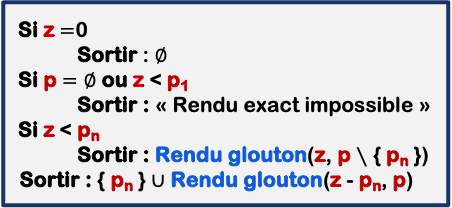 Si z =0
Sortir : ∅
Si p = ∅ ou z < p₁
Sortir : « Rendu exact impossible »
Si z < pₙ
Sortir : Rendu glouton(z, p \ { pₙ })
Sortir : { pₙ } ∪ Rendu glouton(z - pₙ, p)